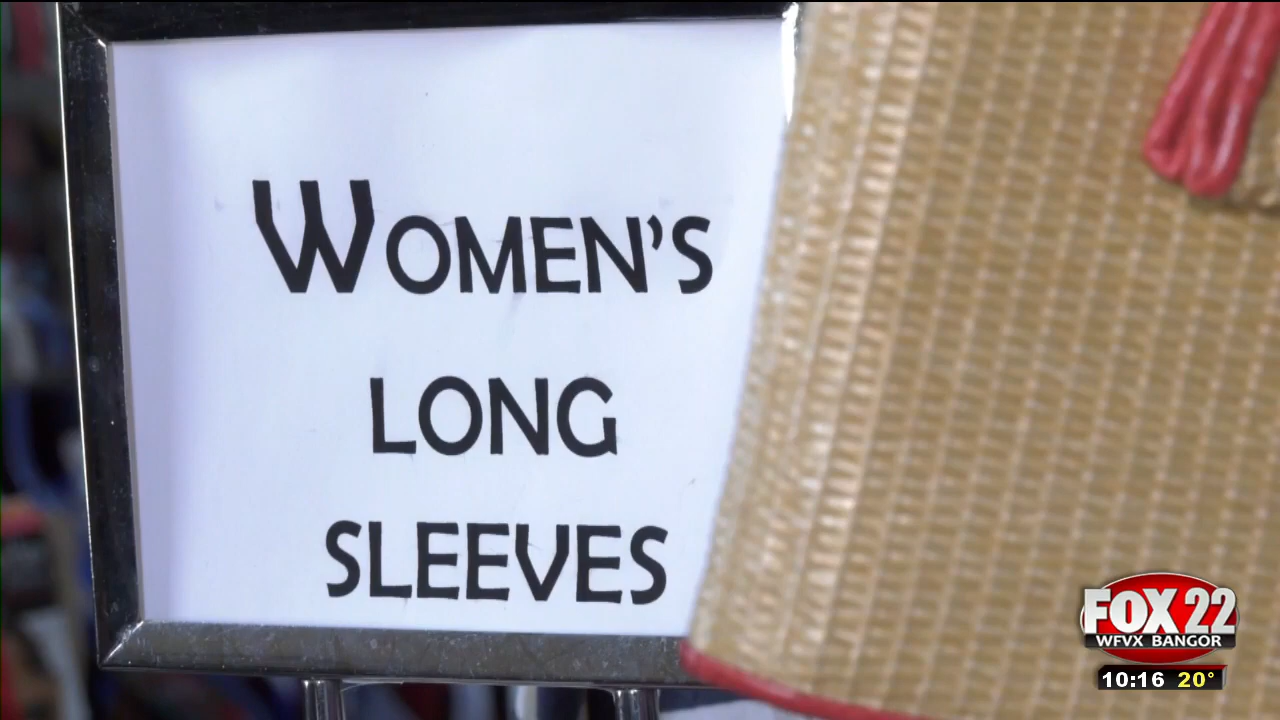 WOMEN'S
LONG
SLEEVES
FOX 22
WFVX BANGOR
10:16 20°